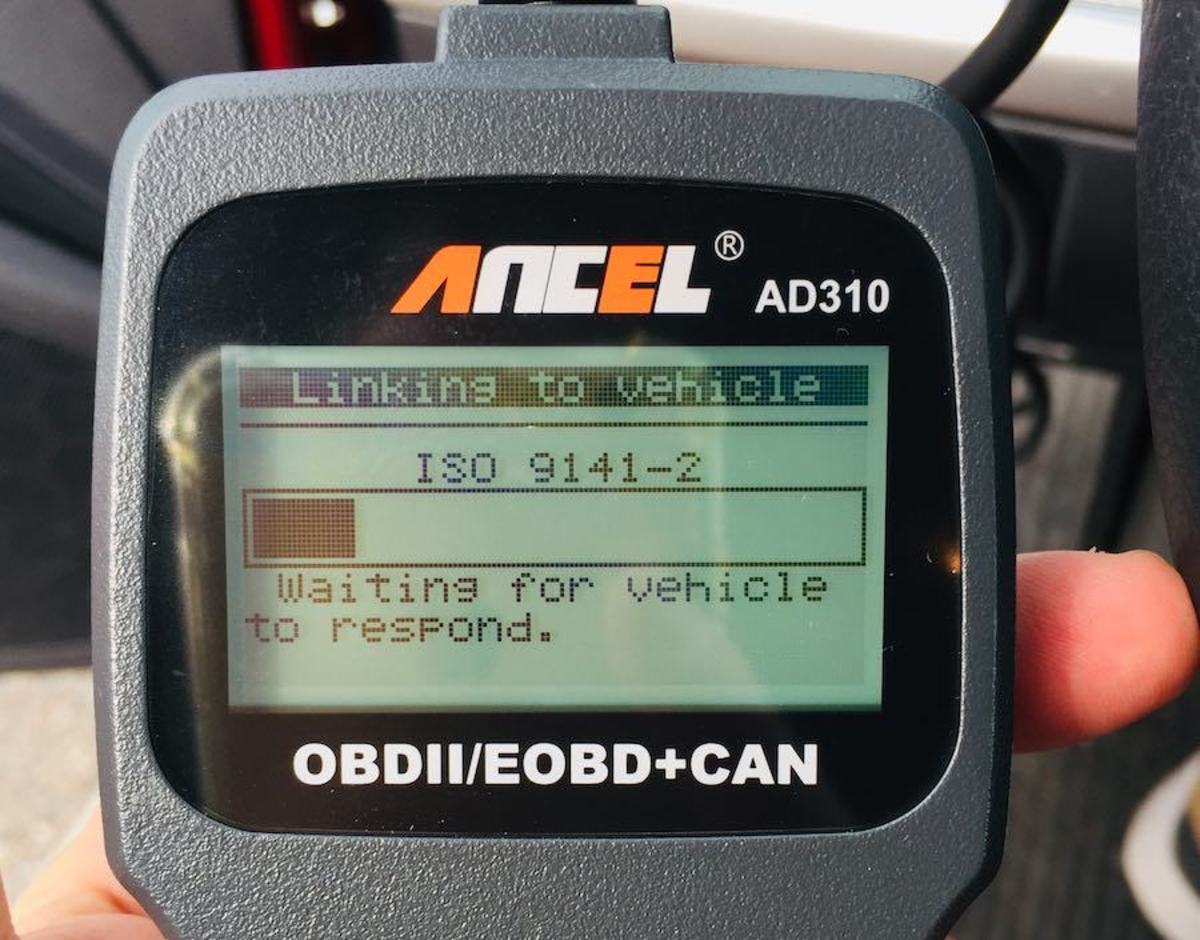 ANCEL®
AD310
Linking to vehicle
ISO 9141-2
Waiting for vehicle
to respond.
OBDII/EOBD+CAN